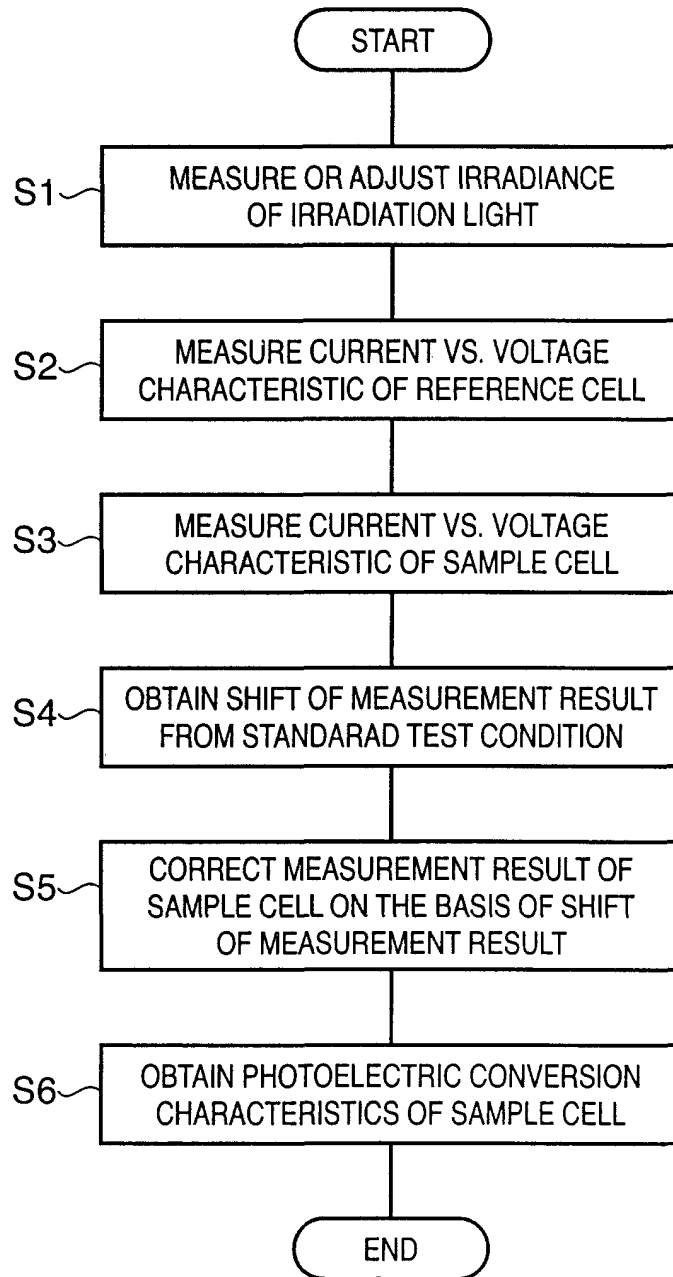 START
S1
MEASURE OR ADJUST IRRADIANCE
OF IRRADIATION LIGHT
S2
MEASURE CURRENT VS. VOLTAGE
CHARACTERISTIC OF REFERENCE CELL
S3
MEASURE CURRENT VS. VOLTAGE
CHARACTERISTIC OF SAMPLE CELL
S4
OBTAIN SHIFT OF MEASUREMENT RESULT
FROM STANDARAD TEST CONDITION
S5
CORRECT MEASUREMENT RESULT OF
SAMPLE CELL ON THE BASIS OF SHIFT
OF MEASUREMENT RESULT
S6
OBTAIN PHOTOELECTRIC CONVERSION
CHARACTERISTICS OF SAMPLE CELL
END